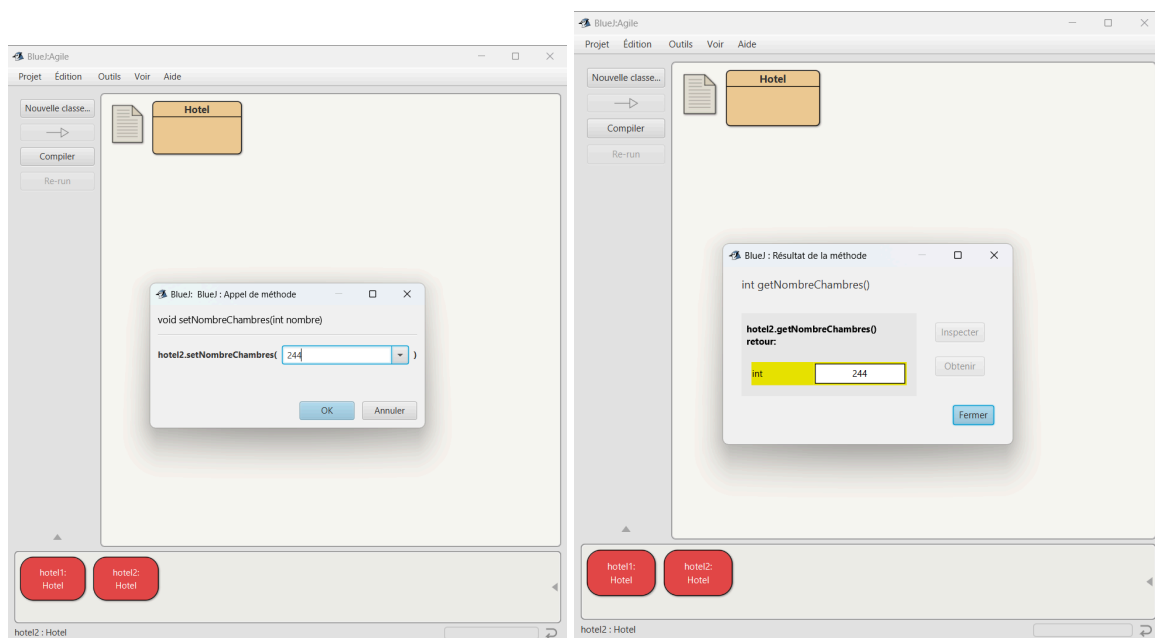 BlueJ:Agile
Projet Édition Outils Voir Aide
Nouvelle classe...
Compiler
Re-run
Hotel
BlueJ: BlueJ : Appel de méthode
void setNombreChambres(int nombre)
hotel2.setNombreChambres( 244 )
OK Annuler
hotel1:
Hotel
hotel2:
Hotel
hotel2 : Hotel
BlueJ:Agile
Projet Édition Outils Voir Aide
Nouvelle classe...
Compiler
Re-run
Hotel
BlueJ : Résultat de la méthode
int getNombreChambres()
hotel2.getNombreChambres()
retour:
int 244
Inspecter
Obtenir
Fermer
hotel1:
Hotel
hotel2:
Hotel
hotel2 : Hotel